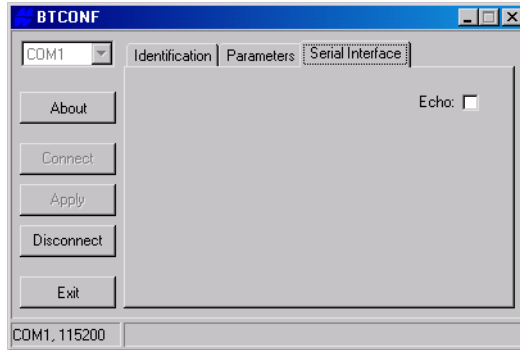 BTCONF
COM1
Identification
Parameters
Serial Interface
About
Echo:
Connect
Apply
Disconnect
Exit
COM1, 115200